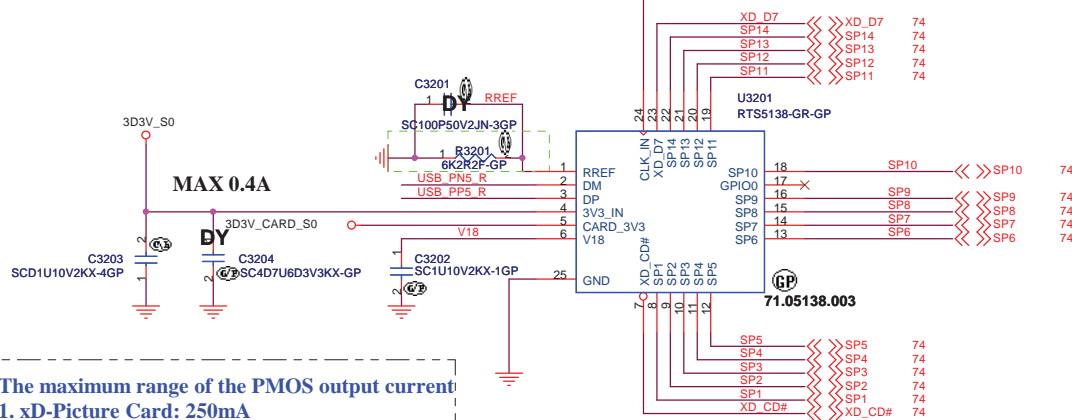 XD_D7 XD_D7 74
SP14 SP14 74
SP13 SP13 74
SP12 SP12 74
SP11 SP11 74
U3201
RTS5138-GR-GP
C3201
1 DY RREF
SC100P50V2JN-3GP
3D3V_S0
R3201
1
6K2R2F-GP
MAX 0.4A
USB_PN5_R
USB_PP5_R
3D3V_CARD_S0
V18
24 23 22 21 20 19
CLK_IN XD_D7 SP14 SP13 SP12 SP11
1 RREF
2 DM
3 DP
4 3V3_IN
5 CARD_3V3
6 V18
25 GND
SP10 18 SP10 SP10 74
GPIO0 17
SP9 16 SP9 SP9 74
SP8 15 SP8 SP8 74
SP7 14 SP7 SP7 74
SP6 13 SP6 SP6 74
XD_CD# SP1 SP2 SP3 SP4 SP5
7 8 9 10 11 12
2
C3203
SCD1U10V2KX-4GP
1
DY
1
C3204
SC4D7U6D3V3KX-GP
2
1
C3202
SC1U10V2KX-1GP
2
GP
71.05138.003
SP5 SP5 74
SP4 SP4 74
SP3 SP3 74
SP2 SP2 74
SP1 SP1 74
XD_CD# XD_CD# 74
The maximum range of the PMOS output current
1. xD-Picture Card: 250mA